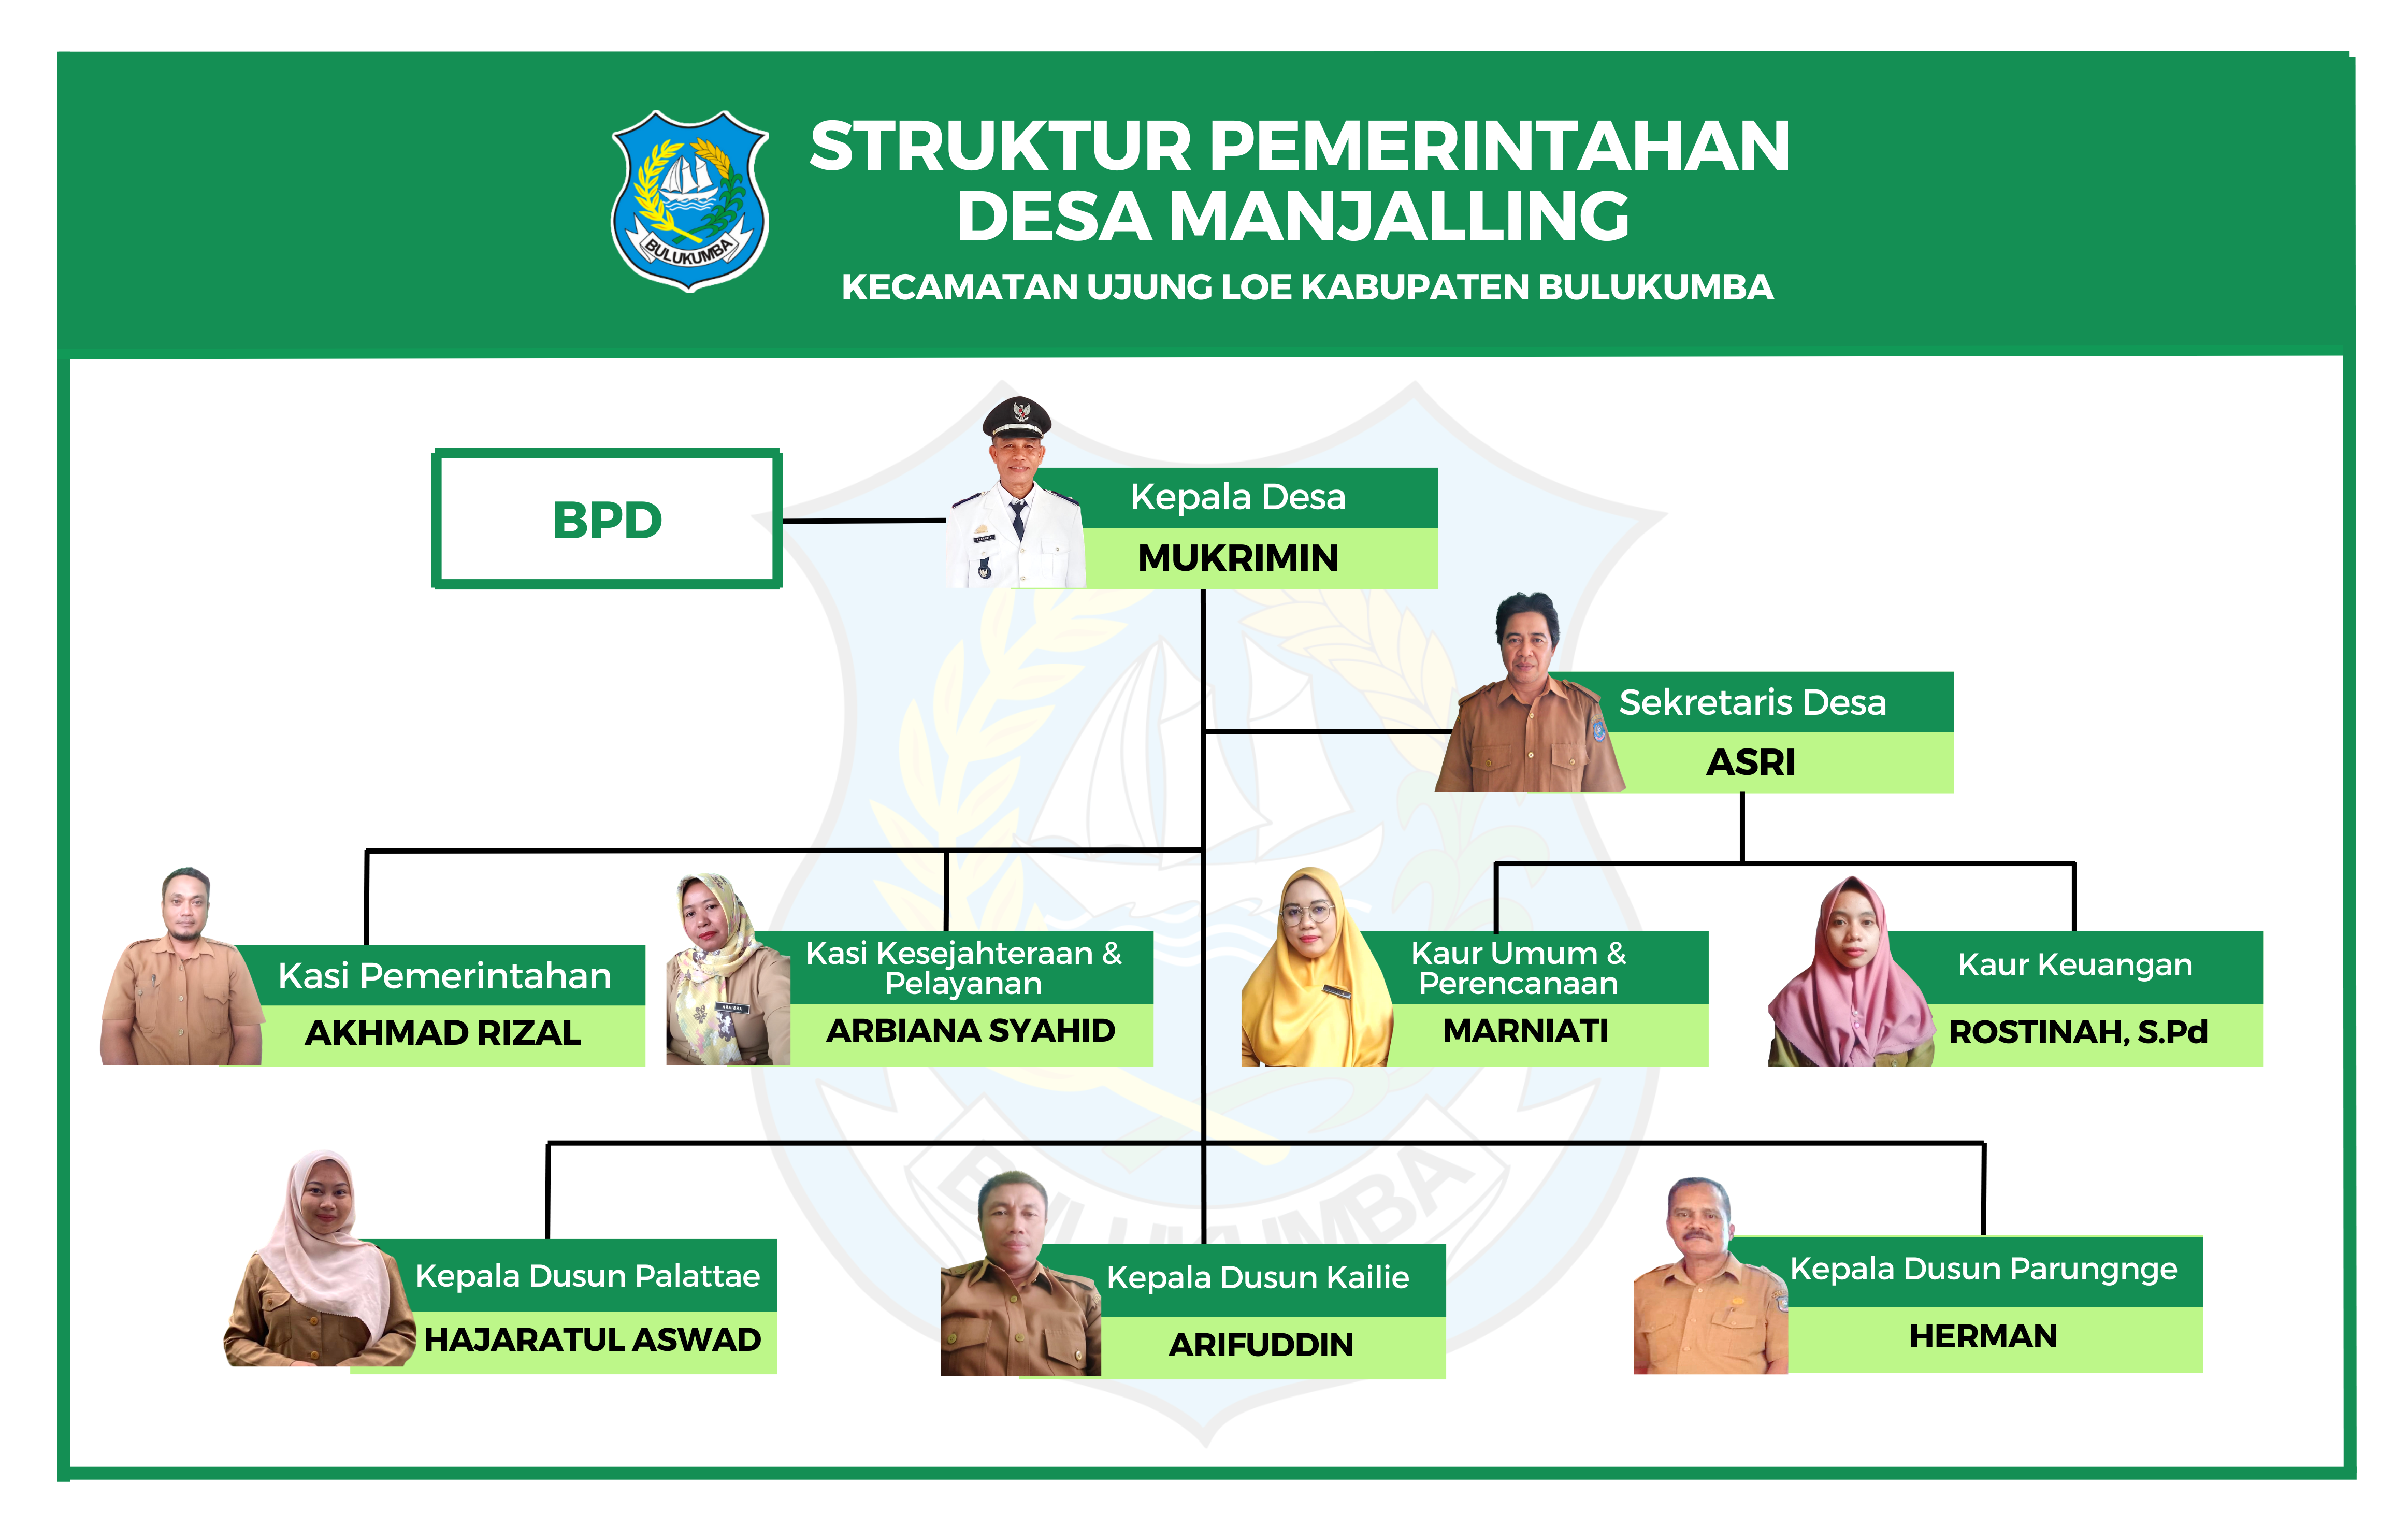 STRUKTUR PEMERINTAHAN
DESA MANJALLING
KECAMATAN UJUNG LOE KABUPATEN BULUKUMBA
BULUKUMBA
BPD
Kepala Desa
MUKRIMIN
Sekretaris Desa
ASRI
Kasi Pemerintahan
AKHMAD RIZAL
Kasi Kesejahteraan &
Pelayanan
ARBIANA SYAHID
Kaur Umum &
Perencanaan
MARNIATI
Kaur Keuangan
ROSTINAH, S.Pd
Kepala Dusun Palattae
HAJARATUL ASWAD
Kepala Dusun Kailie
ARIFUDDIN
Kepala Dusun Parungnge
HERMAN
BULUKUMBA